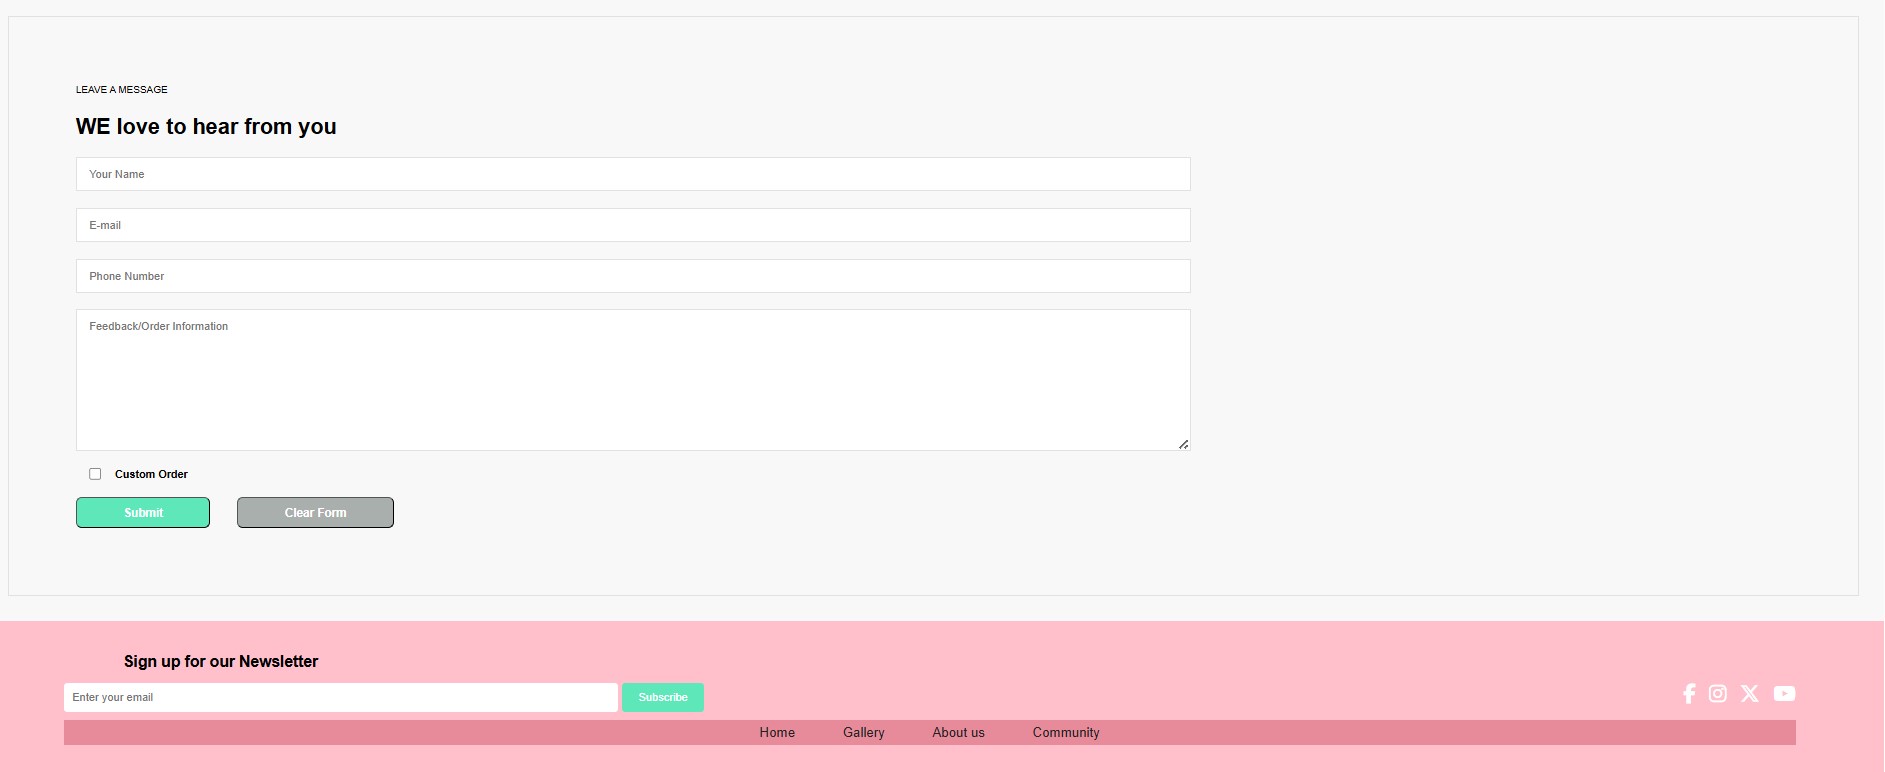 LEAVE A MESSAGE
WE love to hear from you
Your Name
E-mail
Phone Number
Feedback/Order Information
Custom Order
Submit Clear Form
Sign up for our Newsletter
Enter your email Subscribe
Home Gallery About us Community